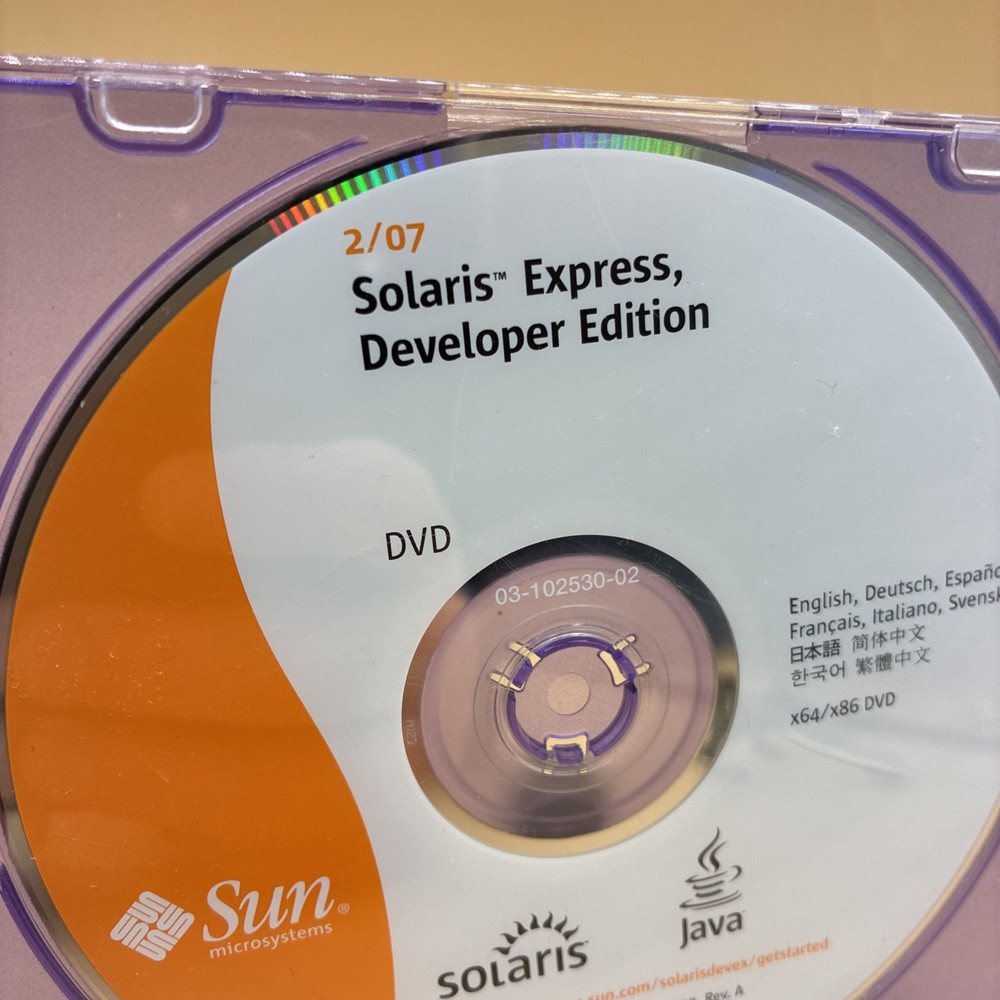 2/07
Solaris™ Express,
Developer Edition
DVD
03-102530-02
English, Deutsch, Españo
Français, Italiano, Svensk
日本語 简体中文
한국어 繁體中文
x64/x86 DVD
Sun®
microsystems
solaris™
Java™
sun.com/solarisdevex/getstarted
Rev. A